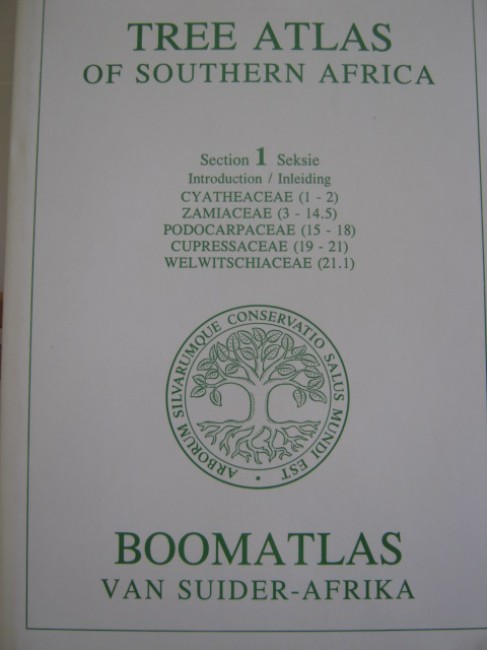 TREE ATLAS
OF SOUTHERN AFRICA
Section 1 Seksie
Introduction / Inleiding
CYATHEACEAE (1 - 2)
ZAMIACEAE (3 - 14.5)
PODOCARPACEAE (15 - 18)
CUPRESSACEAE (19 - 21)
WELWITSCHIACEAE (21.1)
ARBORUM SILVARUMQUE CONSERVATIO SALUS MUNDI EST
BOOMATLAS
VAN SUIDER-AFRIKA